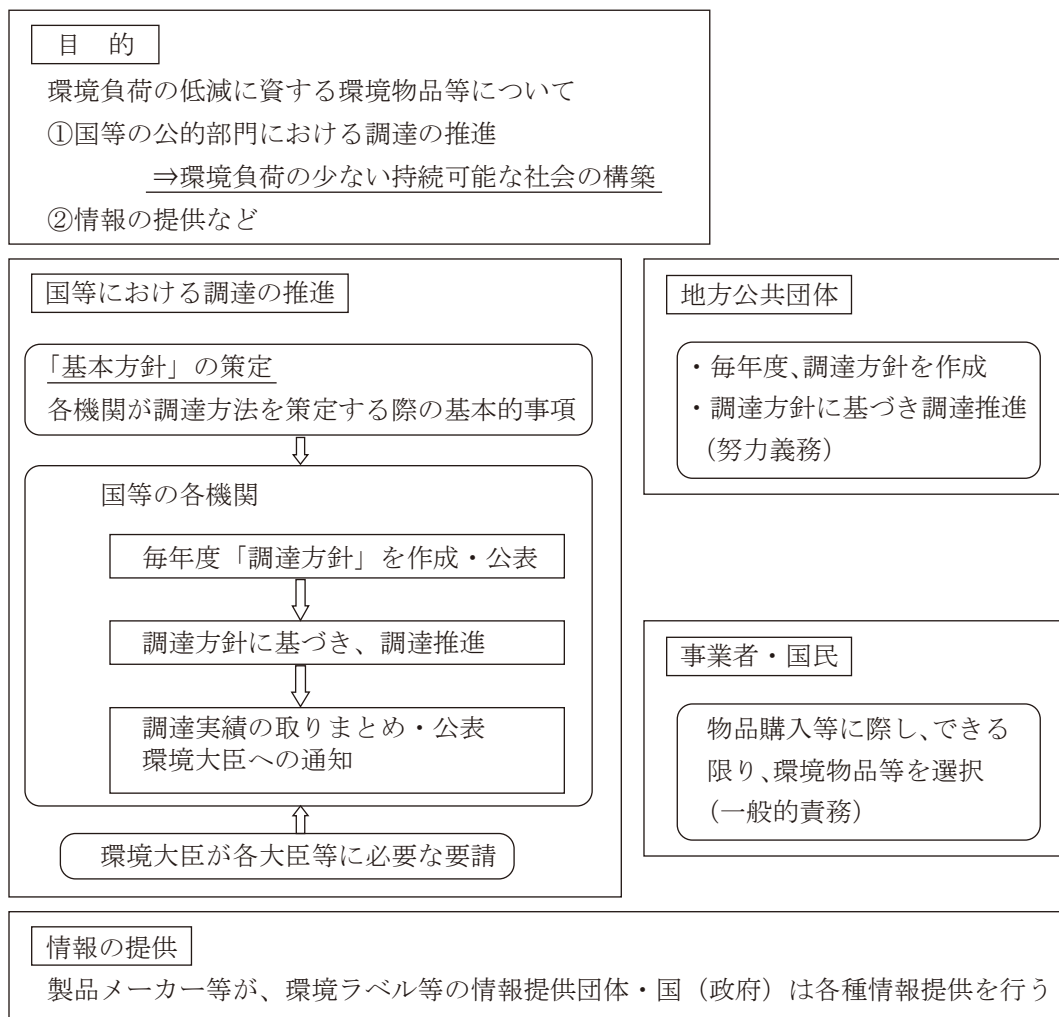 目 的
環境負荷の低減に資する環境物品等について
①国等の公的部門における調達の推進
⇒環境負荷の少ない持続可能な社会の構築
②情報の提供など
国等における調達の推進
「基本方針」の策定
各機関が調達方法を策定する際の基本的事項
国等の各機関
毎年度「調達方針」を作成・公表
調達方針に基づき、調達推進
調達実績の取りまとめ・公表
環境大臣への通知
環境大臣が各大臣等に必要な要請
地方公共団体
・毎年度、調達方針を作成
・調達方針に基づき調達推進
(努力義務)
事業者・国民
物品購入等に際し、できる
限り、環境物品等を選択
(一般的責務)
情報の提供
製品メーカー等が、環境ラベル等の情報提供団体・国(政府)は各種情報提供を行う